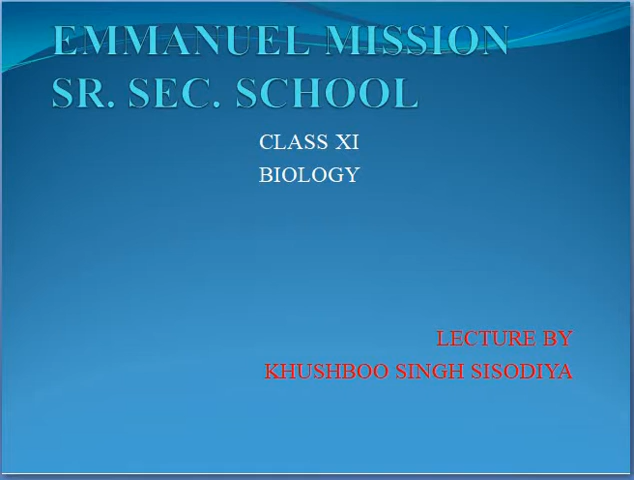 EMMANUEL MISSION
SR. SEC. SCHOOL
CLASS XI
BIOLOGY
LECTURE BY
KHUSHBOO SINGH SISODIYA